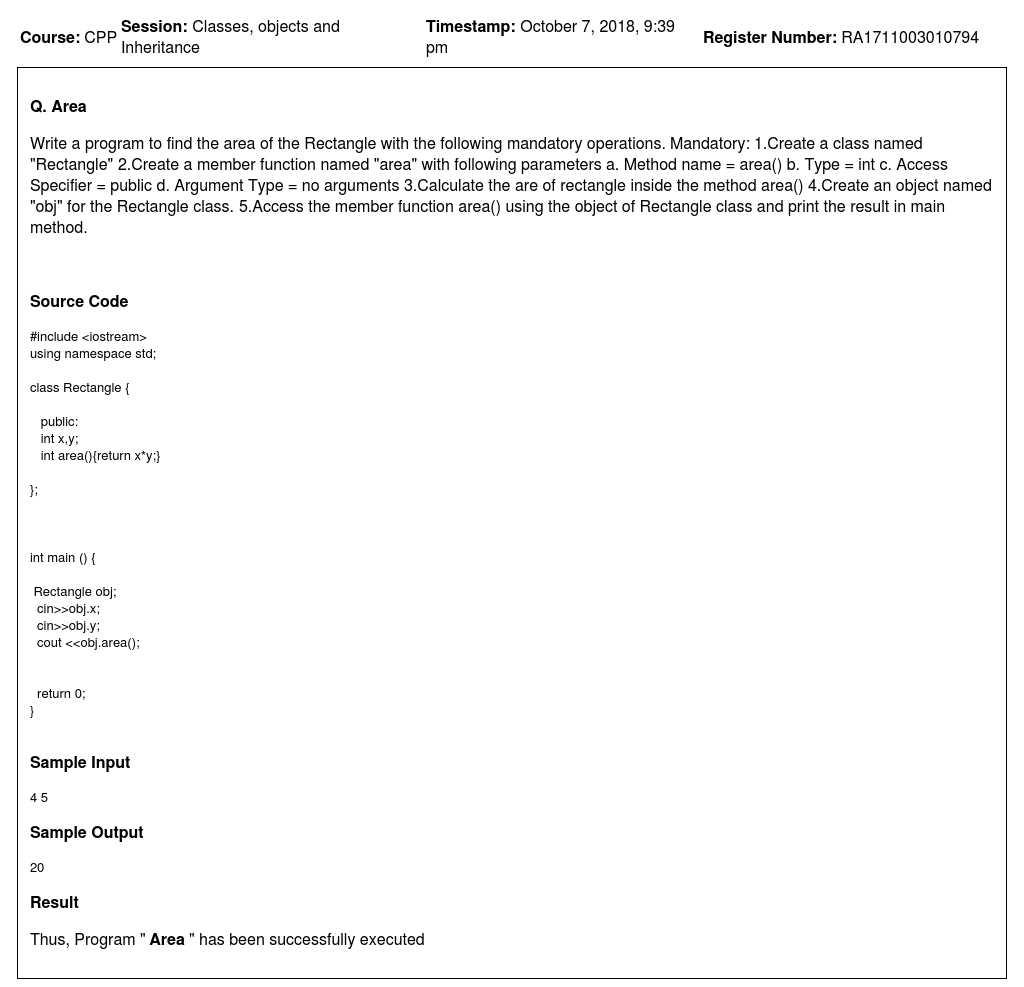 Course: CPP Session: Classes, objects and Inheritance Timestamp: October 7, 2018, 9:39 pm Register Number: RA1711003010794
Q. Area
Write a program to find the area of the Rectangle with the following mandatory operations. Mandatory: 1.Create a class named
"Rectangle" 2.Create a member function named "area" with following parameters a. Method name = area() b. Type = int c. Access
Specifier = public d. Argument Type = no arguments 3.Calculate the are of rectangle inside the method area() 4.Create an object named
"obj" for the Rectangle class. 5.Access the member function area() using the object of Rectangle class and print the result in main
method.
Source Code
#include <iostream>
using namespace std;
class Rectangle {
public:
int x,y;
int area(){return x*y;}
};
int main () {
Rectangle obj;
cin>>obj.x;
cin>>obj.y;
cout <<obj.area();
return 0;
}
Sample Input
4 5
Sample Output
20
Result
Thus, Program " Area " has been successfully executed